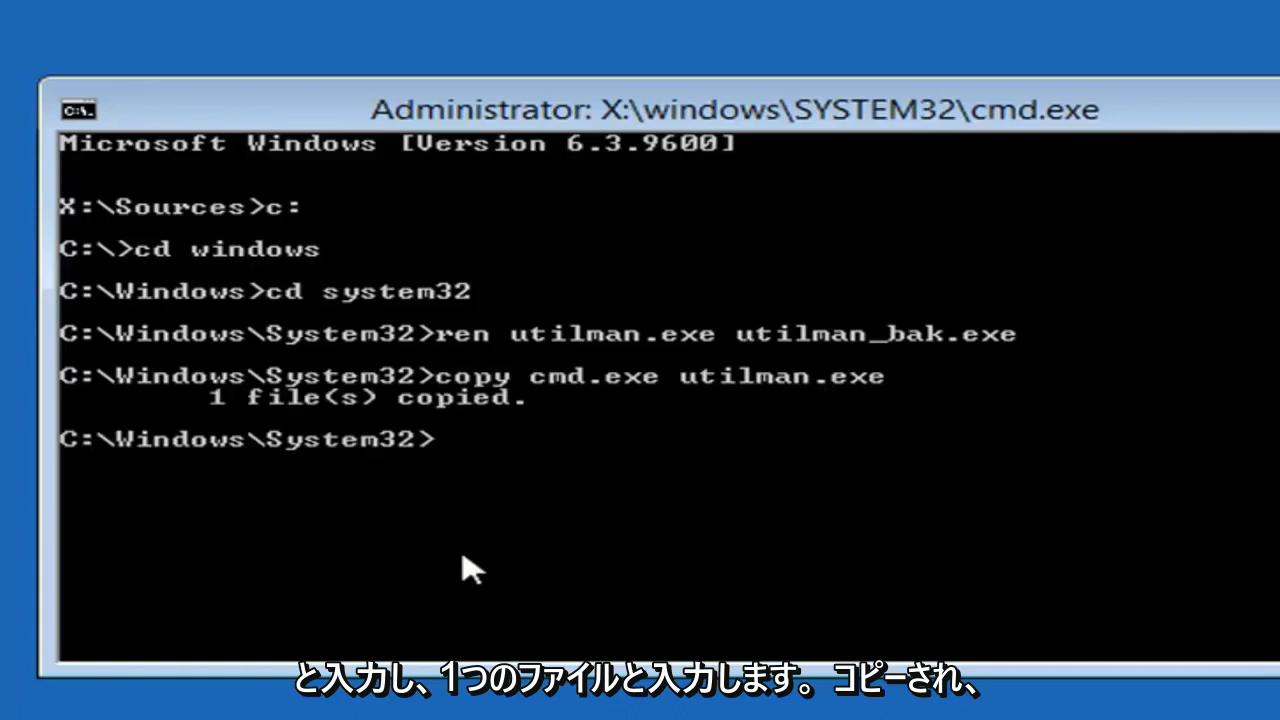 C:\.
Administrator: X:\windows\SYSTEM32\cmd.exe
Microsoft Windows [Version 6.3.9600]
X:\Sources>c:
C:\>cd windows
C:\Windows>cd system32
C:\Windows\System32>ren utilman.exe utilman_bak.exe
C:\Windows\System32>copy cmd.exe utilman.exe
1 file(s) copied.
C:\Windows\System32>
と入力し、1つのファイルと入力します。 コピーされ、